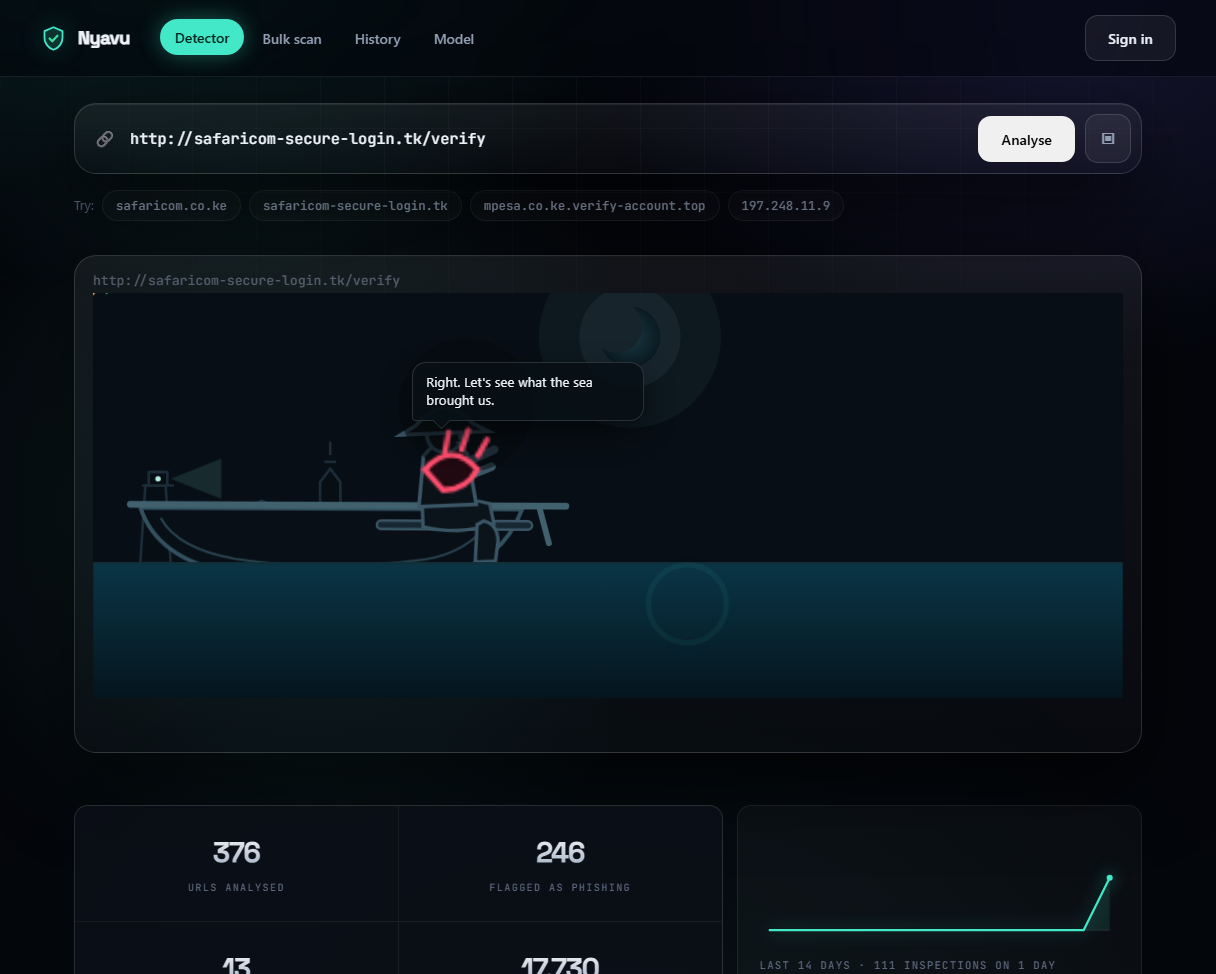 Nyavu
Detector
Bulk scan
History
Model
Sign in
http://safaricom-secure-login.tk/verify
Analyse
Try:
safaricom.co.ke
safaricom-secure-login.tk
mpesa.co.ke.verify-account.top
197.248.11.9
http://safaricom-secure-login.tk/verify
Right. Let's see what the sea
brought us.
376
URLS ANALYSED
246
FLAGGED AS PHISHING
13
17,730
LAST 14 DAYS · 111 INSPECTIONS ON 1 DAY